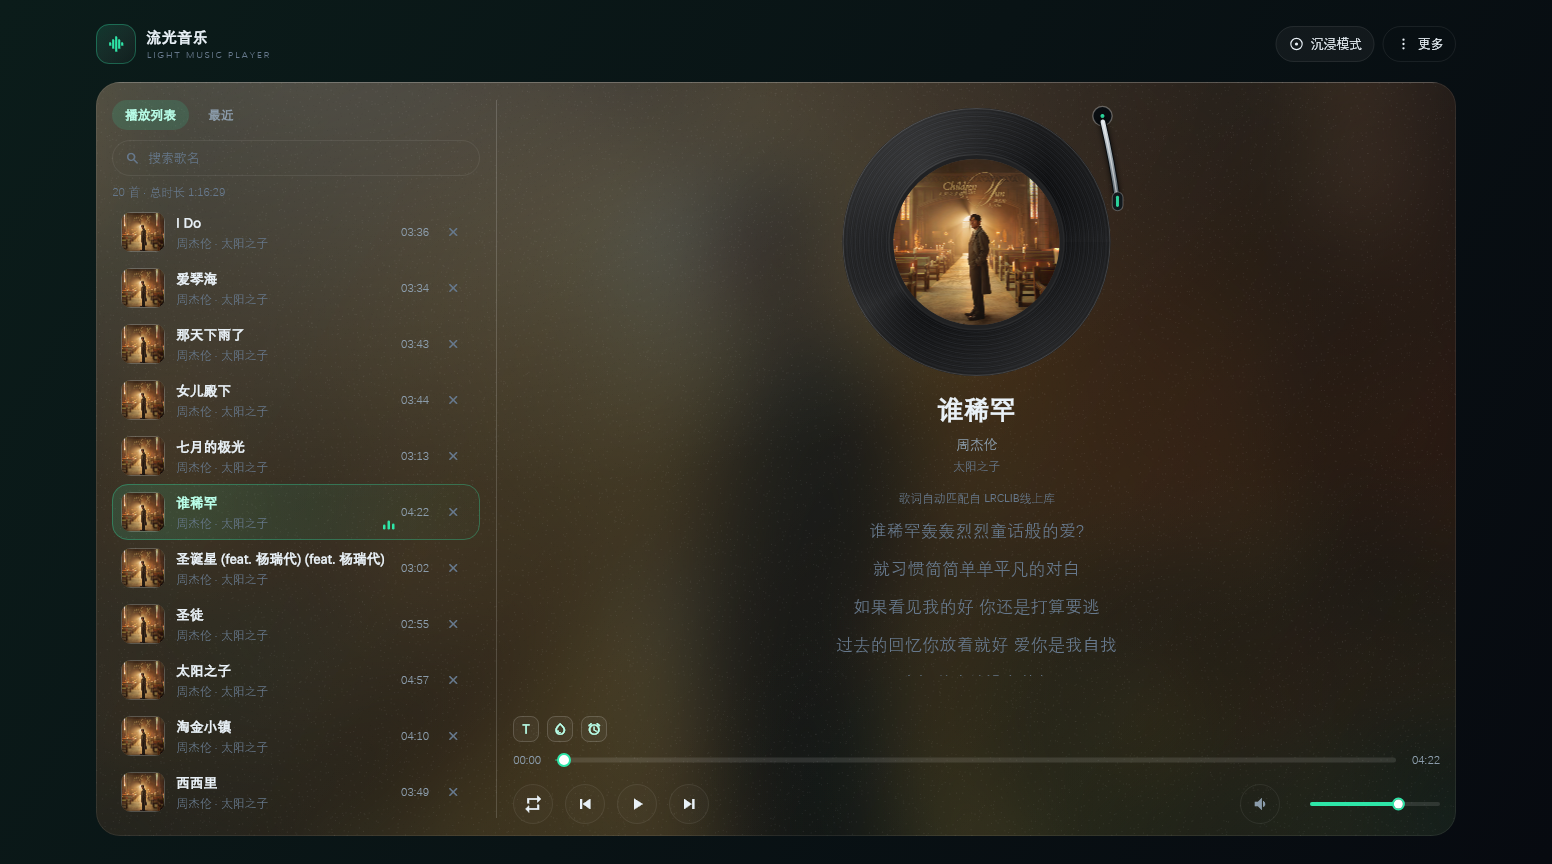 流光音乐
LIGHT MUSIC PLAYER
沉浸模式
更多
播放列表
最近
搜索歌名
20 首 · 总时长 1:16:29
I Do
周杰伦 · 太阳之子
03:36
爱琴海
周杰伦 · 太阳之子
03:34
那天下雨了
周杰伦 · 太阳之子
03:43
女儿殿下
周杰伦 · 太阳之子
03:44
七月的极光
周杰伦 · 太阳之子
03:13
谁稀罕
周杰伦 · 太阳之子
04:22
圣诞星 (feat. 杨瑞代) (feat. 杨瑞代)
周杰伦 · 太阳之子
03:02
圣徒
周杰伦 · 太阳之子
02:55
太阳之子
周杰伦 · 太阳之子
04:57
淘金小镇
周杰伦 · 太阳之子
04:10
西西里
周杰伦 · 太阳之子
03:49
Children
谁稀罕
周杰伦
太阳之子
歌词自动匹配自 LRCLIB线上库
谁稀罕轰轰烈烈童话般的爱?
就习惯简简单单平凡的对白
如果看见我的好 你还是打算要逃
过去的回忆你放着就好 爱你是我自找
T
00:00
04:22